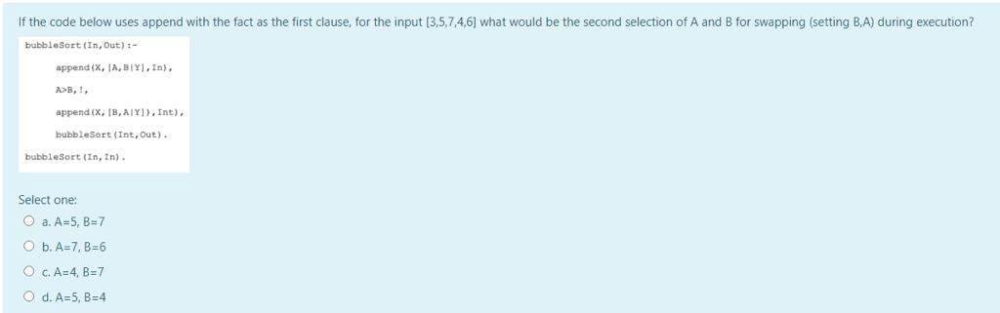 If the code below uses append with the fact as the first clause, for the input [3,5,7,4,6] what would be the second selection of A and B for swapping (setting B,A) during execution?
bubbleSort(In,Out):-
append(X,[A,B|Y],In),
A>B,!,
append(X,[B,A|Y]),Int),
bubbleSort(Int,Out).
bubbleSort(In,In).
Select one:
a. A=5, B=7
b. A=7, B=6
c. A=4, B=7
d. A=5, B=4